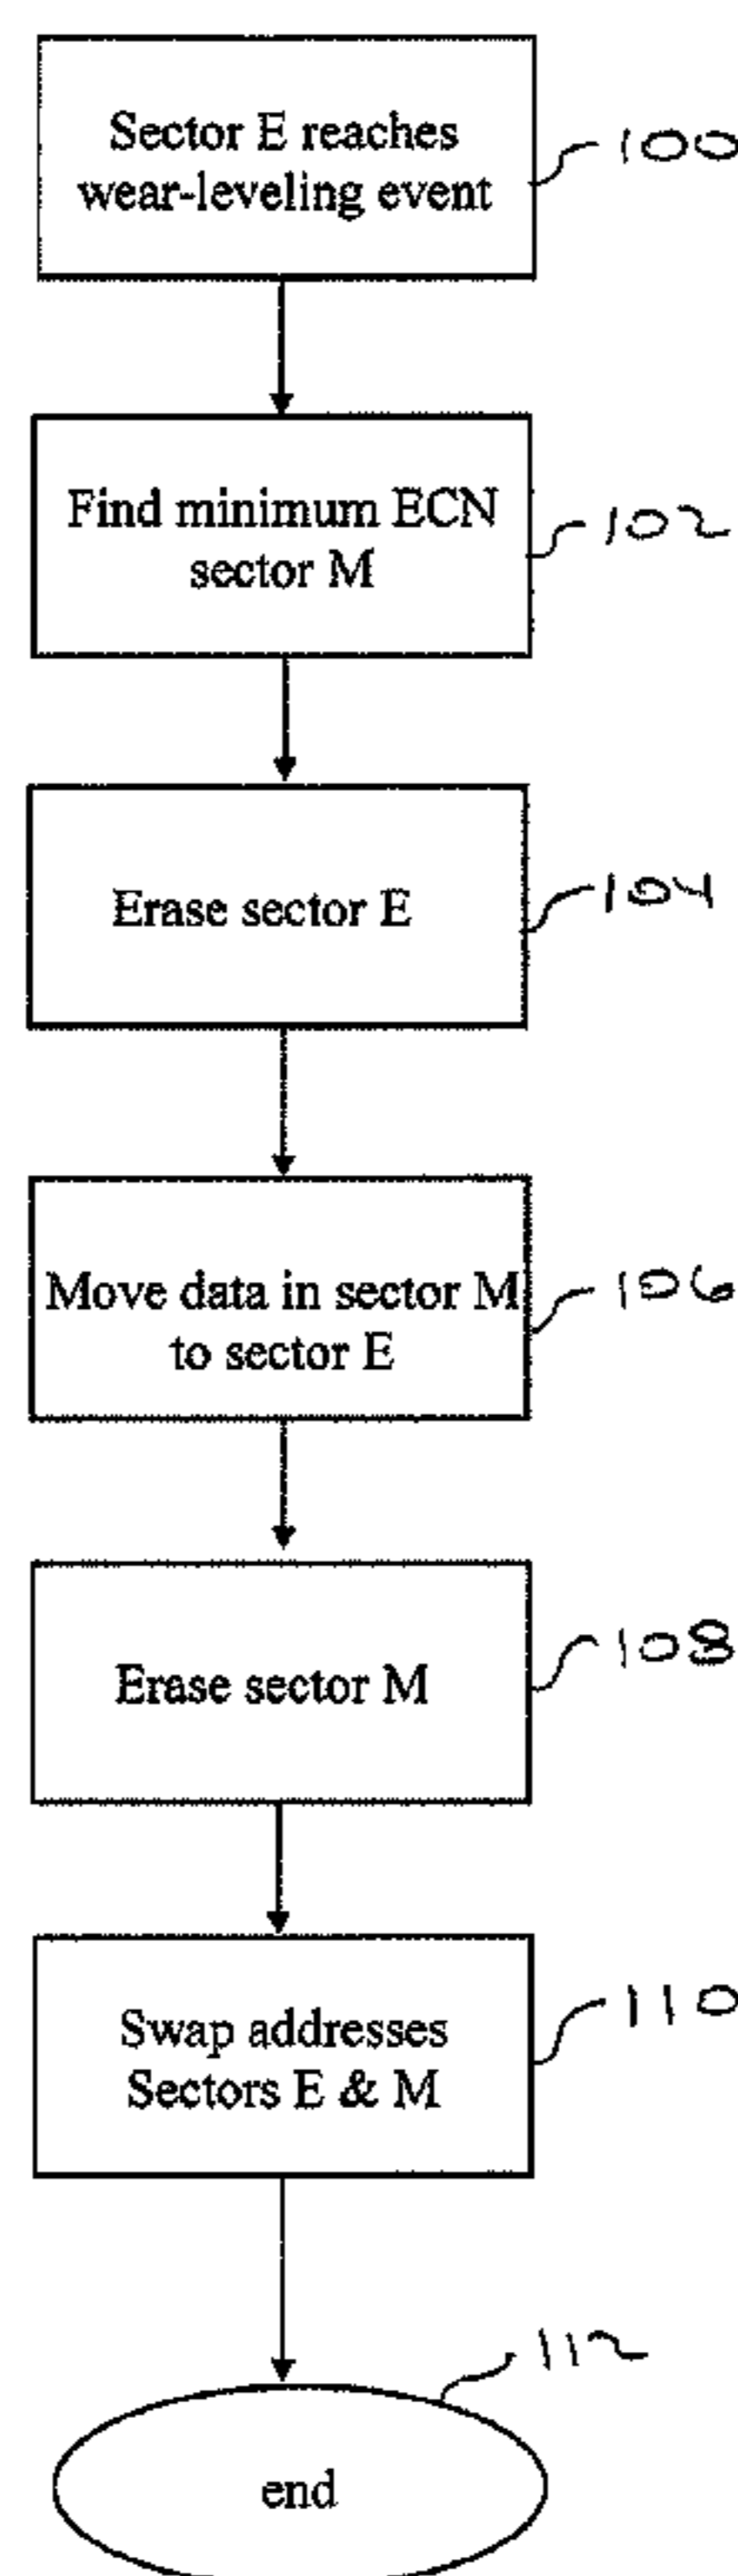 Sector E reaches
wear-leveling event
100
Find minimum ECN
sector M
102
Erase sector E
104
Move data in sector M
to sector E
106
Erase sector M
108
Swap addresses
Sectors E & M
110
112
end